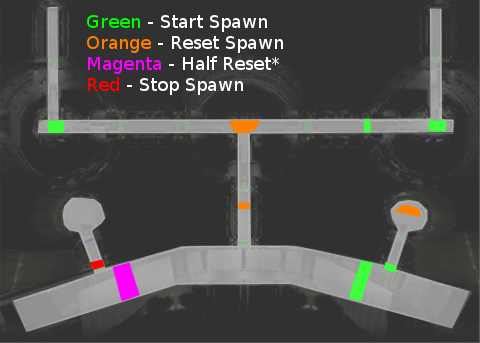 Green - Start Spawn
Orange - Reset Spawn
Magenta - Half Reset*
Red - Stop Spawn